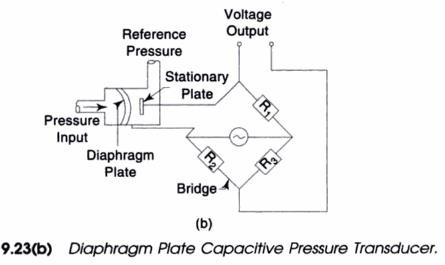 Voltage
Output
Reference
Pressure
Stationary
Plate
Pressure
Input
Diaphragm
Plate
R1
R2
R3
Bridge
(b)
9.23(b) Diaphragm Plate Capacitive Pressure Transducer.